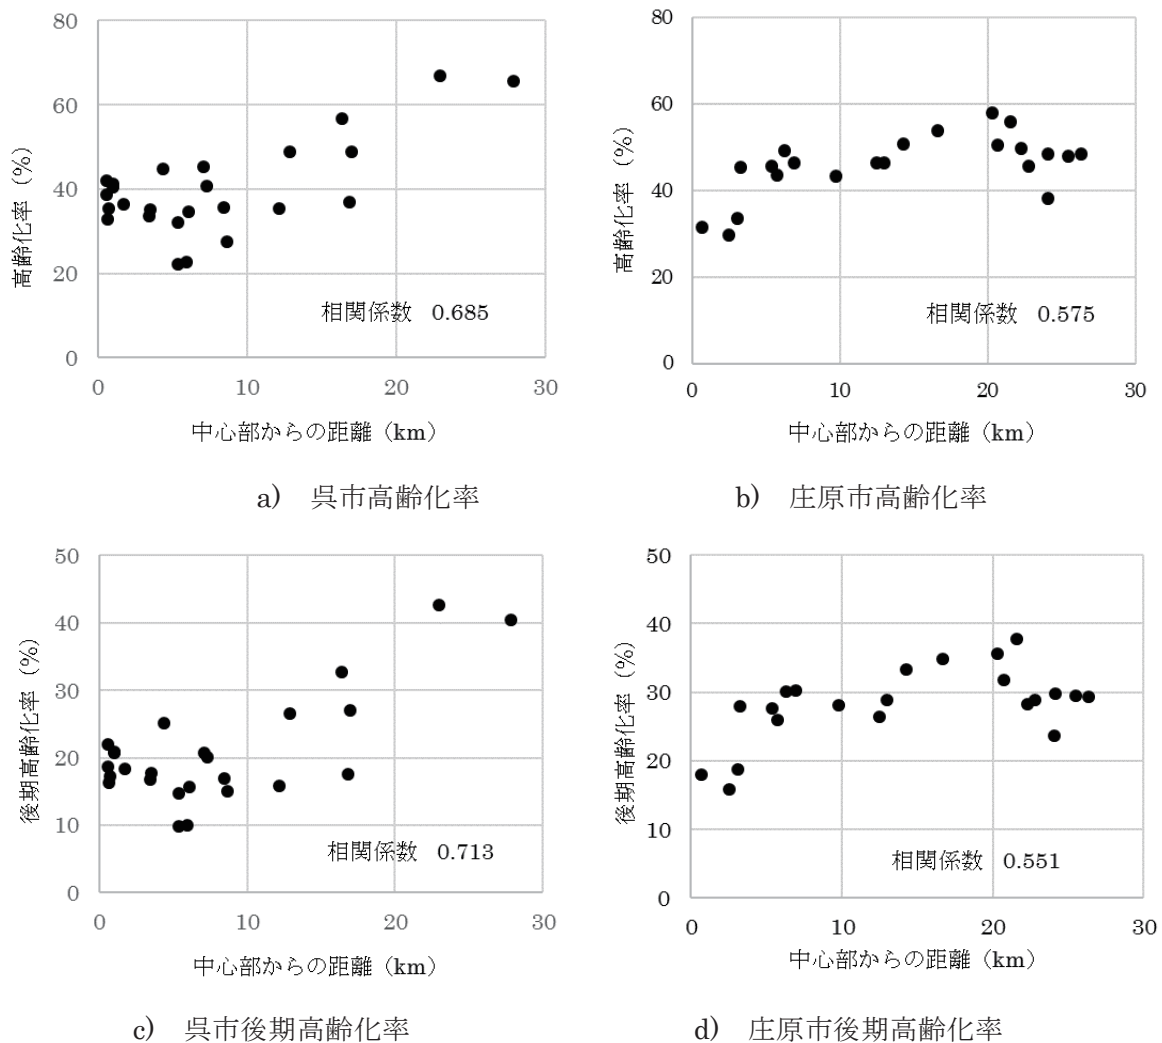 80
60
40
20
0
高齢化率（%）
相関係数　0.685
0 10 20 30
中心部からの距離（km）
a)　呉市高齢化率
80
60
40
20
0
高齢化率（%）
相関係数　0.575
0 10 20 30
中心部からの距離（km）
b)　庄原市高齢化率
50
40
30
20
10
0
後期高齢化率（%）
相関係数　0.713
0 10 20 30
中心部からの距離（km）
c)　呉市後期高齢化率
50
40
30
20
10
0
後期高齢化率（%）
相関係数　0.551
0 10 20 30
中心部からの距離（km）
d)　庄原市後期高齢化率